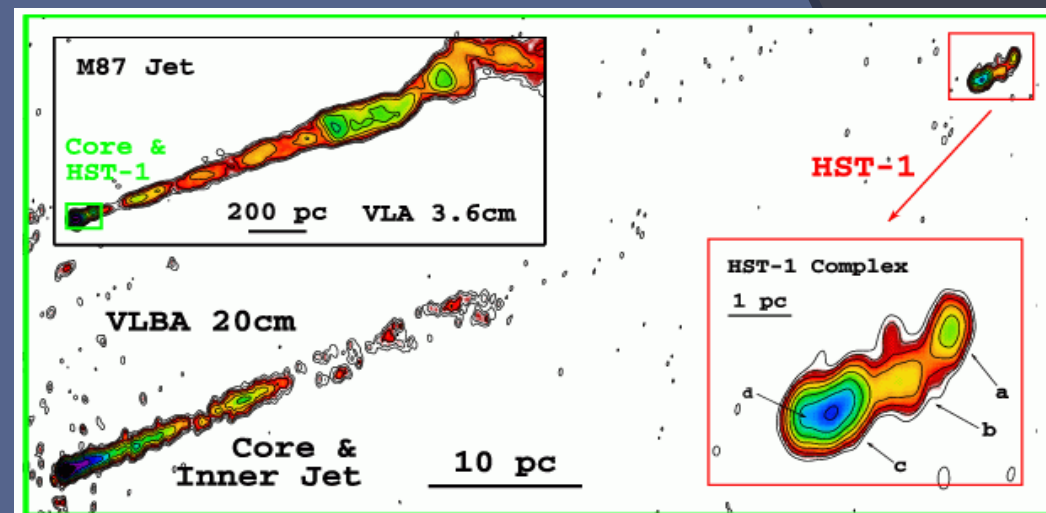 M87 Jet
Core &
HST-1
200 pc
VLA 3.6cm
HST-1
VLBA 20cm
Core &
Inner Jet
10 pc
HST-1 Complex
1 pc
a
d
b
c